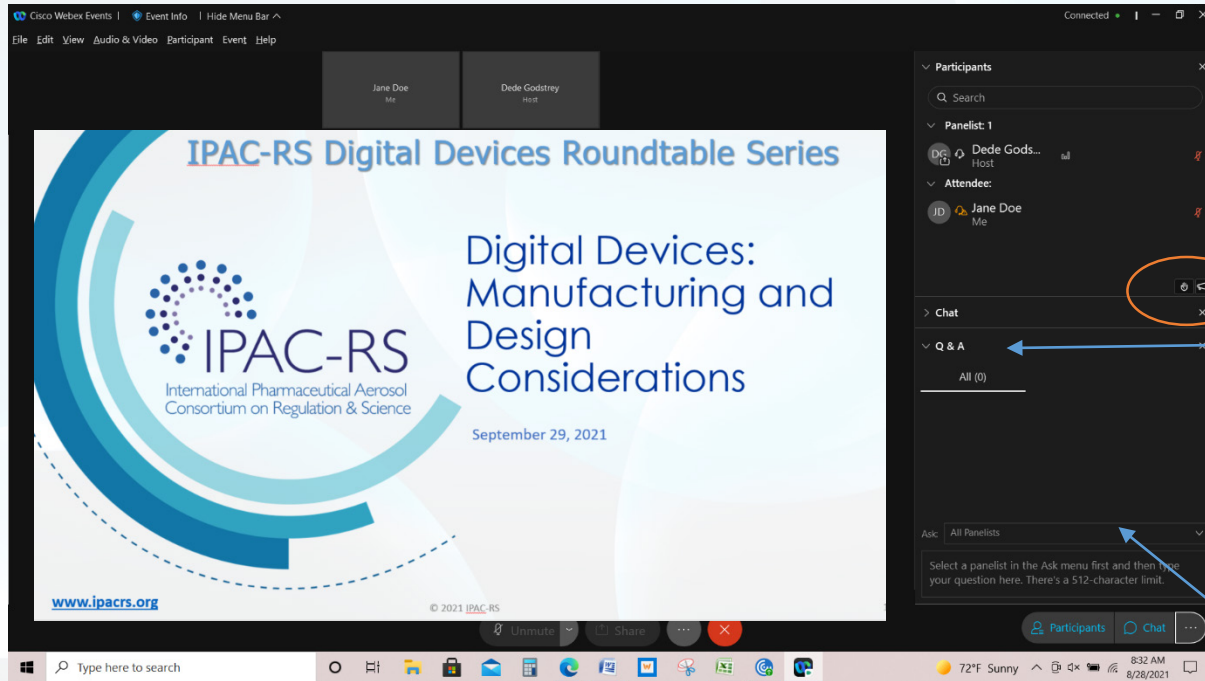 Cisco Webex Events | Event Info | Hide Menu Bar
Connected
File Edit View Audio & Video Participant Event Help
Jane Doe
Me
Dede Godstrey
Host
IPAC-RS Digital Devices Roundtable Series
IPAC-RS
International Pharmaceutical Aerosol
Consortium on Regulation & Science
Digital Devices:
Manufacturing and
Design
Considerations
September 29, 2021
www.ipacrs.org
© 2021 IPAC-RS
Participants
Search
Panelist: 1
DG Dede Gods...
Host
Attendee:
JD Jane Doe
Me
Chat
Q & A
All (0)
Ask: All Panelists
Select a panelist in the Ask menu first and then type
your question here. There's a 512-character limit.
Unmute Share
Participants Chat
Type here to search
72°F Sunny
8:32 AM
8/28/2021